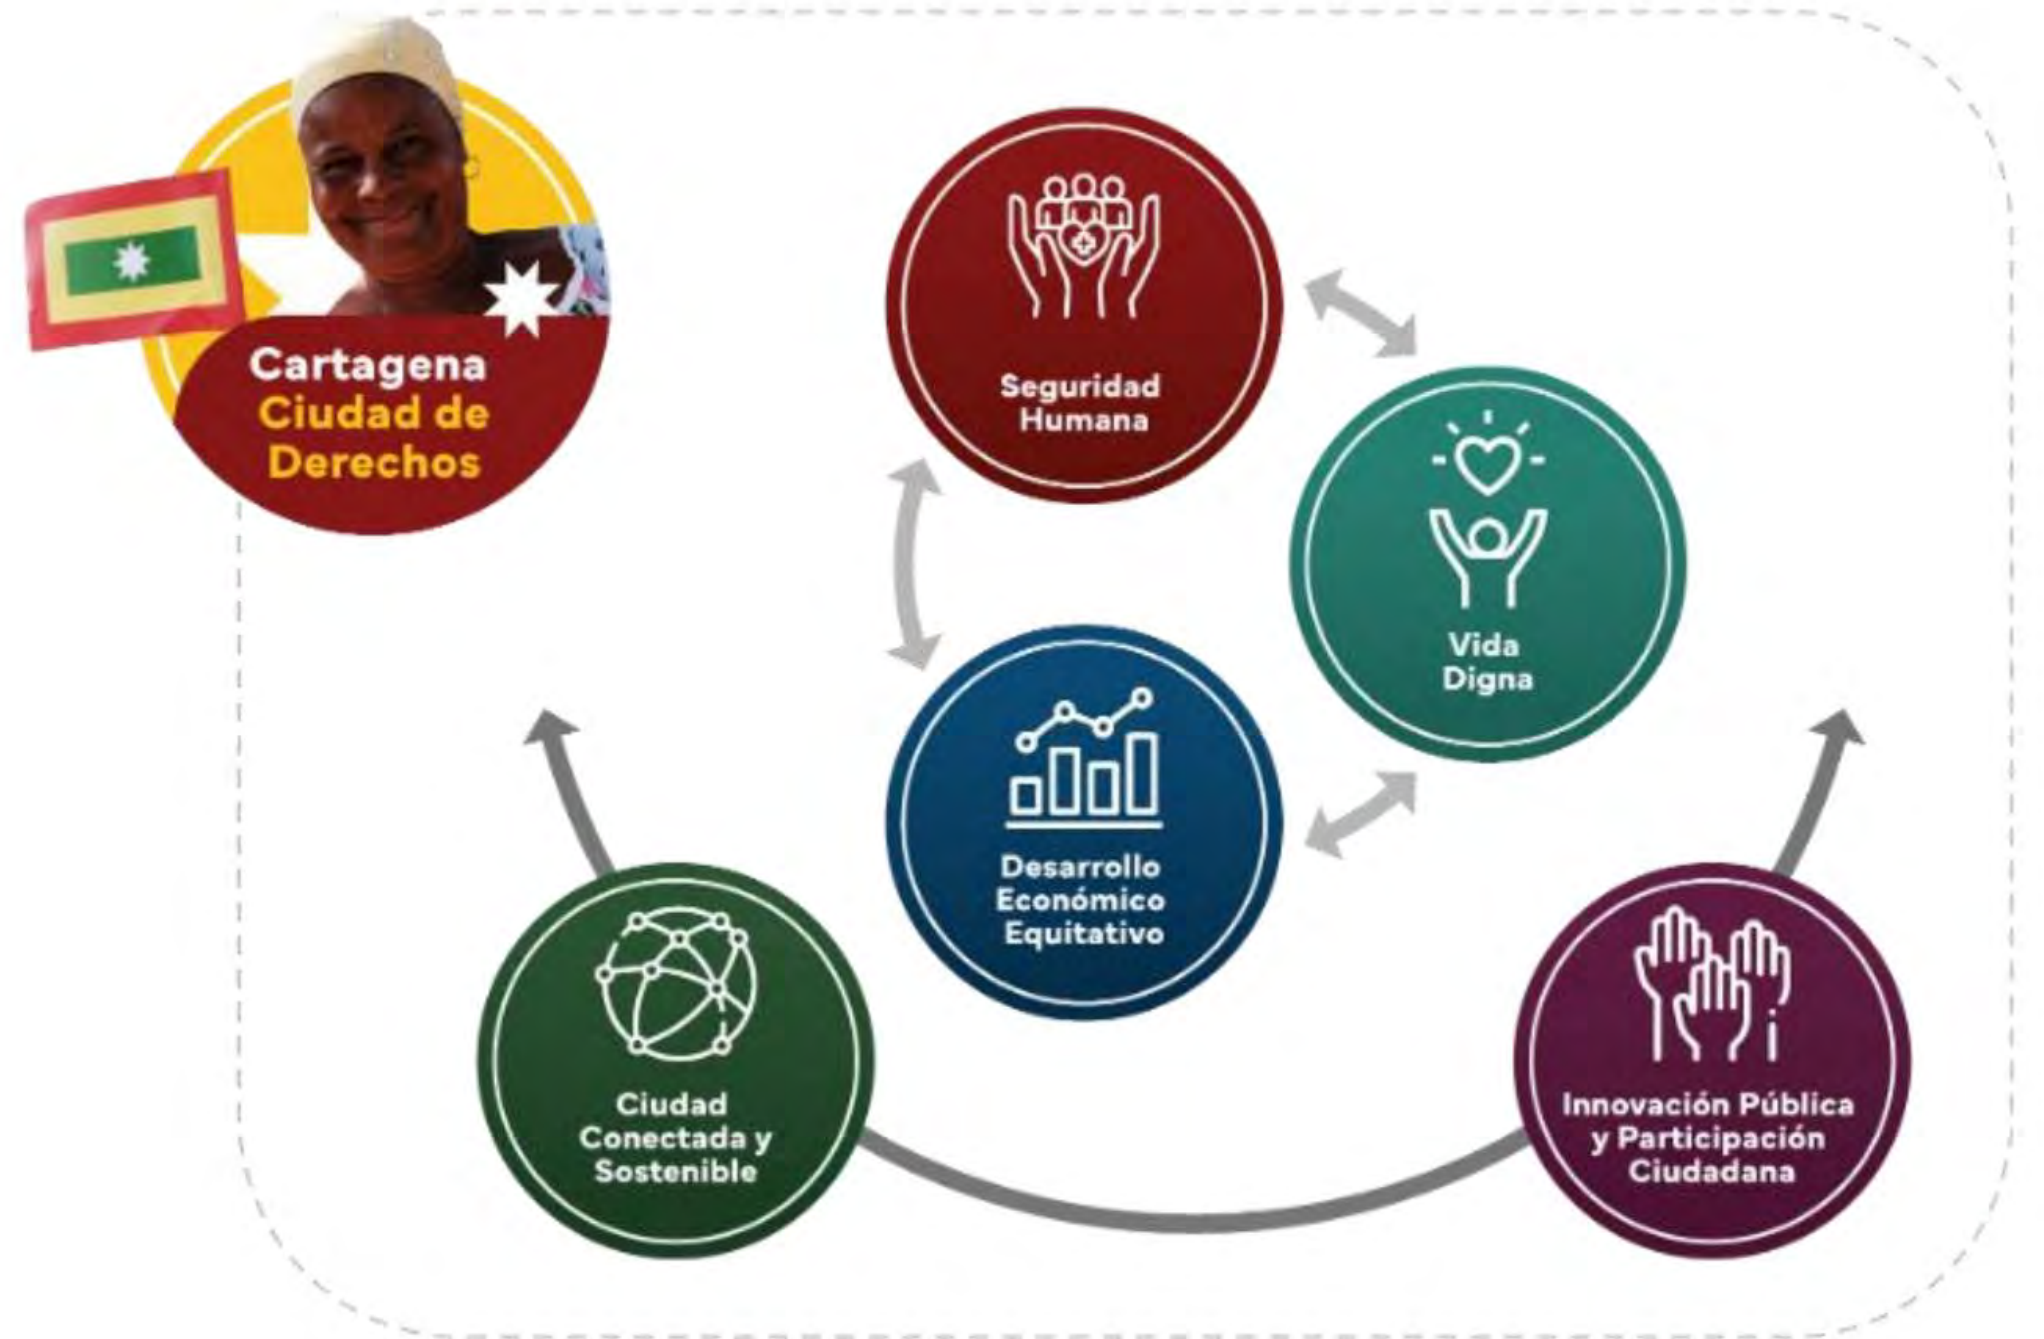 Cartagena
Ciudad de
Derechos
Seguridad
Humana
Vida
Digna
Desarrollo
Económico
Equitativo
Ciudad
Conectada y
Sostenible
Innovación Pública
y Participación
Ciudadana